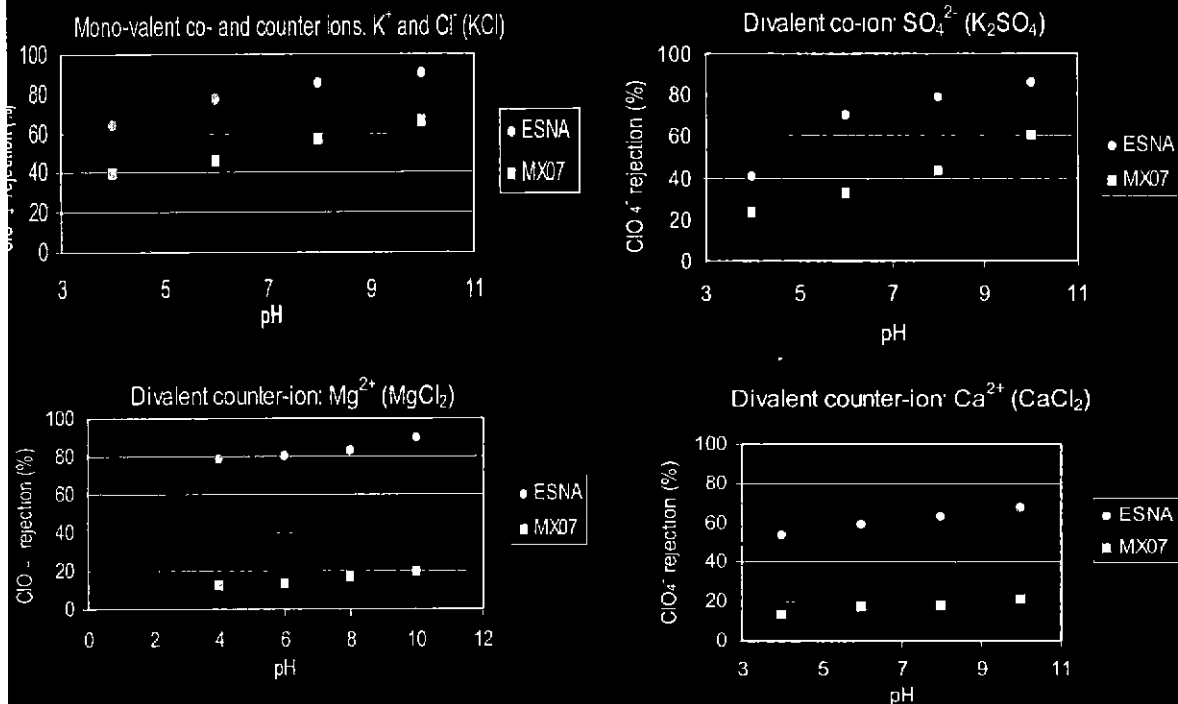 Mono-valent co- and counter ions. K⁺ and Cl⁻ (KCl)
100
80
60
40
20
0
3 5 7 9 11
pH
ESNA
MX07
Divalent co-ion: SO₄²⁻ (K₂SO₄)
ClO₄⁻ rejection (%)
100
80
60
40
20
0
3 5 7 9 11
pH
ESNA
MX07
Divalent counter-ion: Mg²⁺ (MgCl₂)
ClO - rejection (%)
100
80
60
40
20
0
0 2 4 6 8 10 12
pH
ESNA
MX07
Divalent counter-ion: Ca²⁺ (CaCl₂)
ClO₄⁻ rejection (%)
100
80
60
40
20
0
3 5 7 9 11
pH
ESNA
MX07